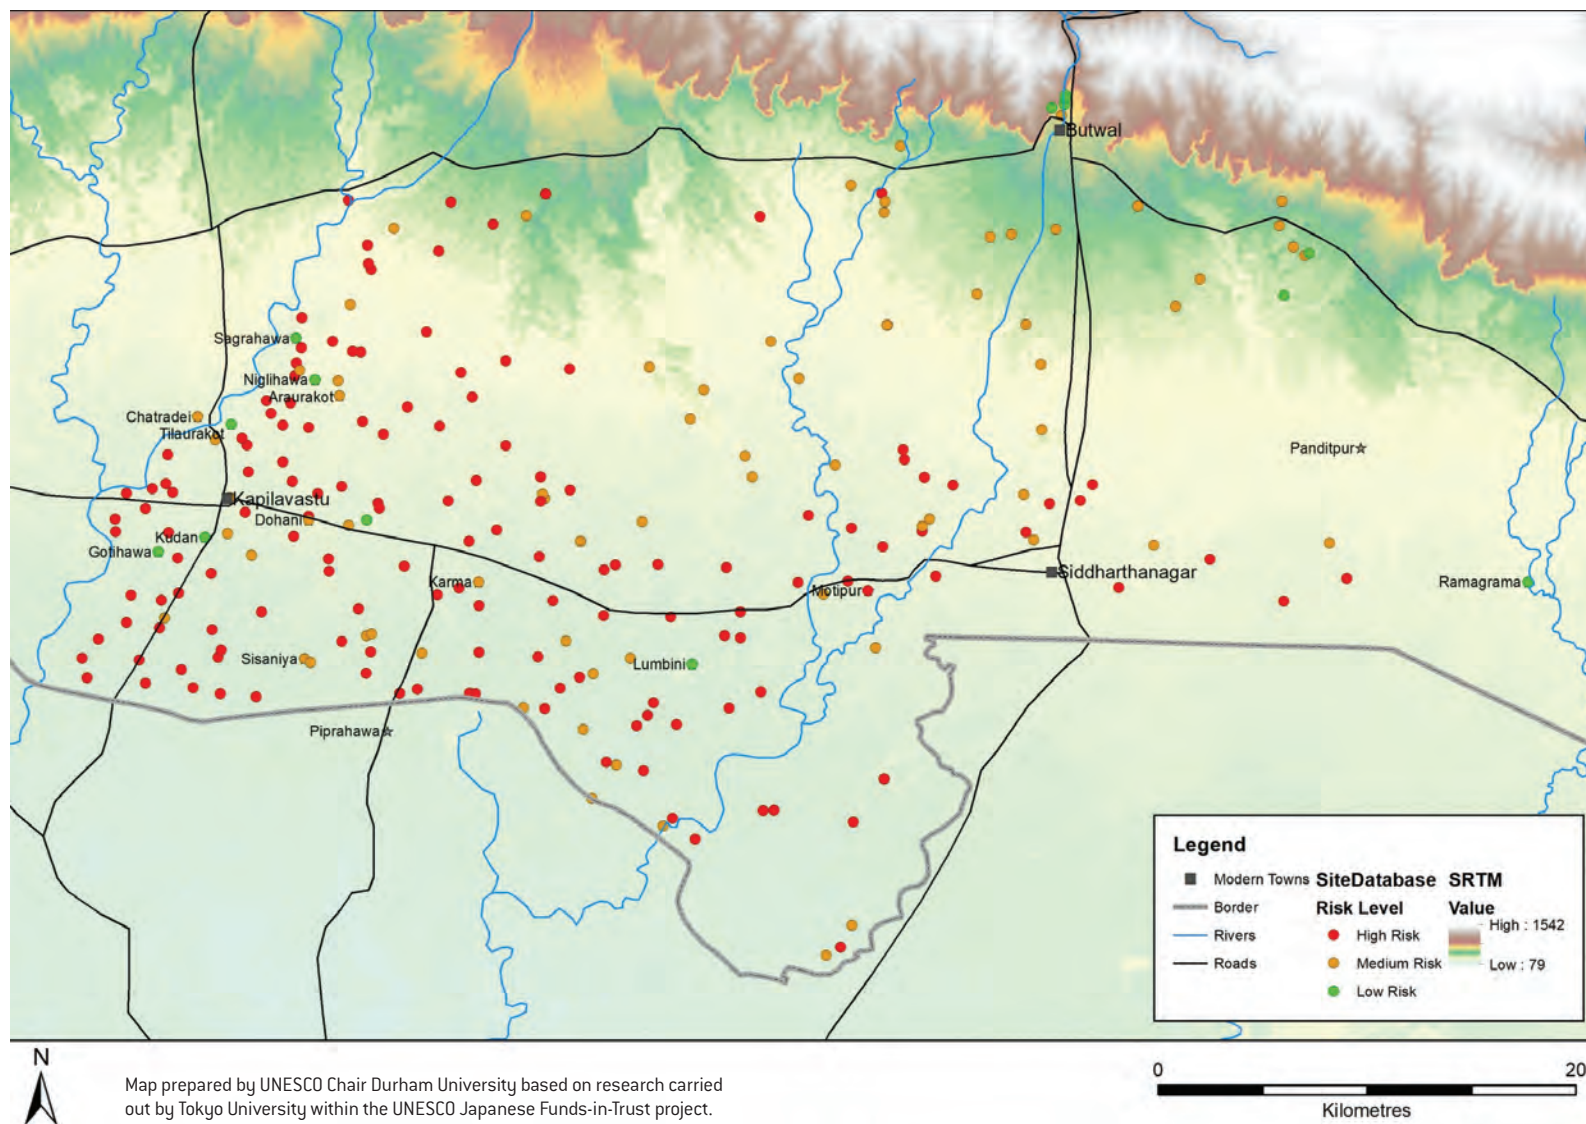 Butwal
Sagrahawa
Niglihawa
Araurakot
Chatradei
Tilaurakot
Panditpur
Kapilavastu
Dohani
Kudan
Gotihawa
Karma
Motipur
Siddharthanagar
Ramagrama
Sisaniya
Lumbini
Piprahawa
Legend
Modern Towns
Border
Rivers
Roads
SiteDatabase
Risk Level
High Risk
Medium Risk
Low Risk
SRTM
Value
High : 1542
Low : 79
N
Map prepared by UNESCO Chair Durham University based on research carried
out by Tokyo University within the UNESCO Japanese Funds-in-Trust project.
0 20
Kilometres